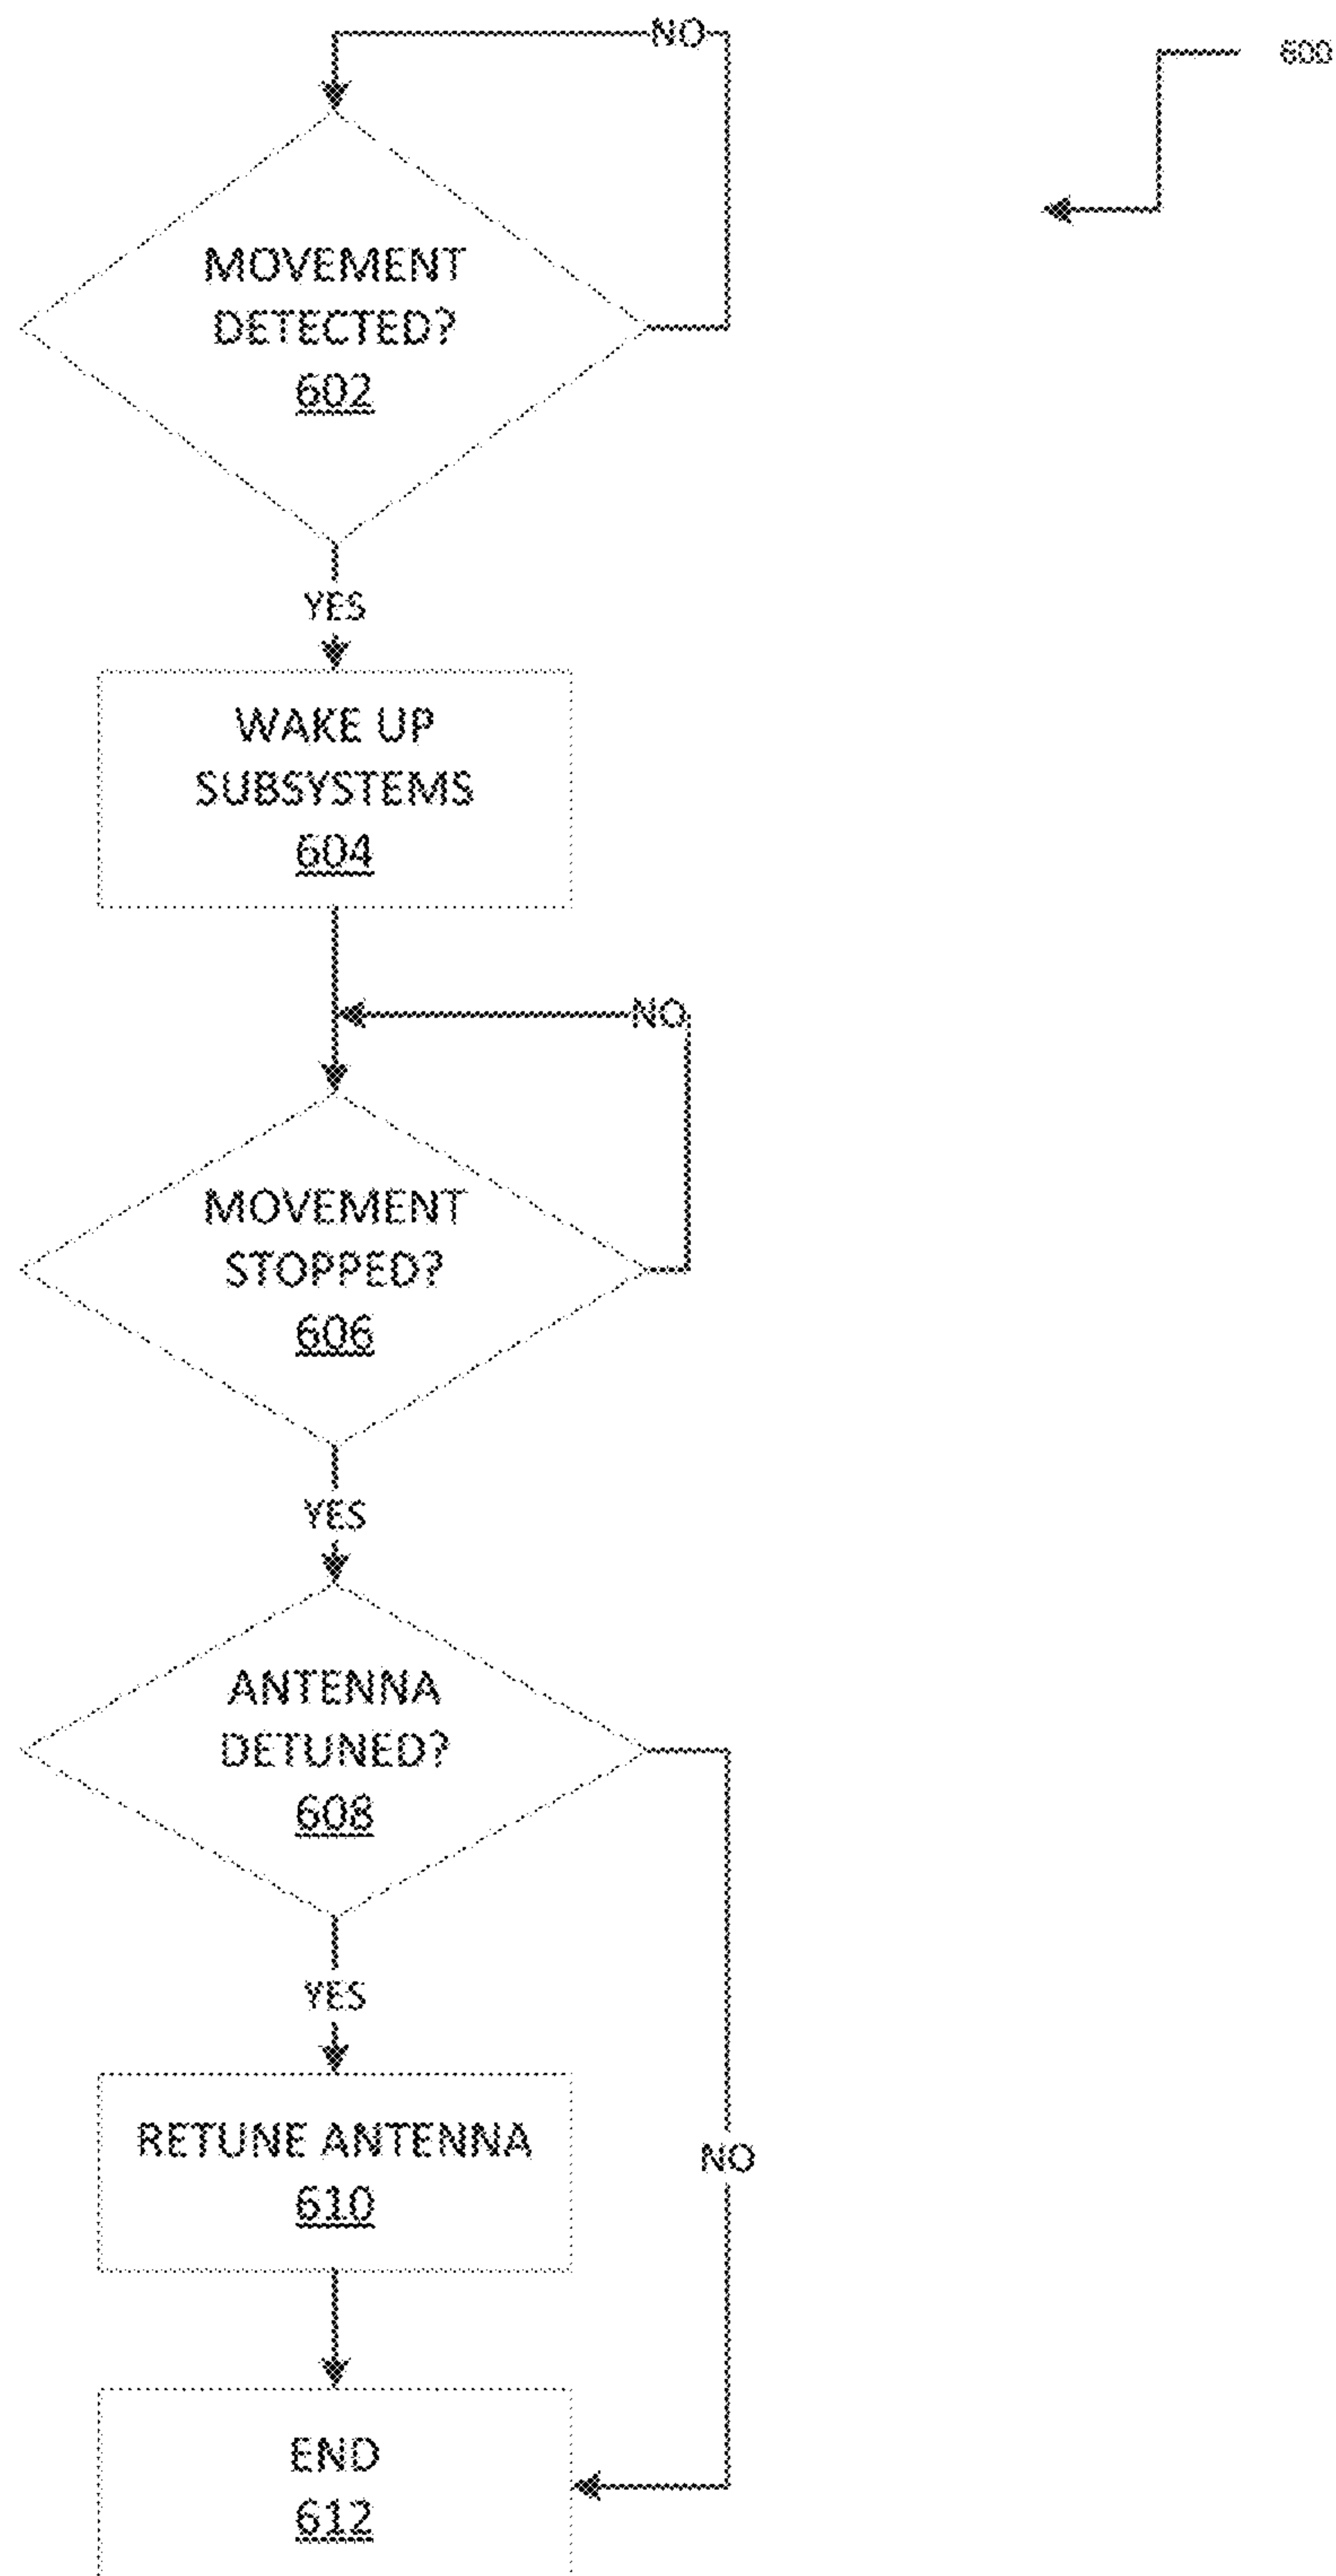 NO
600
MOVEMENT
DETECTED?
602
YES
WAKE UP
SUBSYSTEMS
604
NO
MOVEMENT
STOPPED?
606
YES
ANTENNA
DETUNED?
608
YES
RETUNE ANTENNA
610
NO
END
612